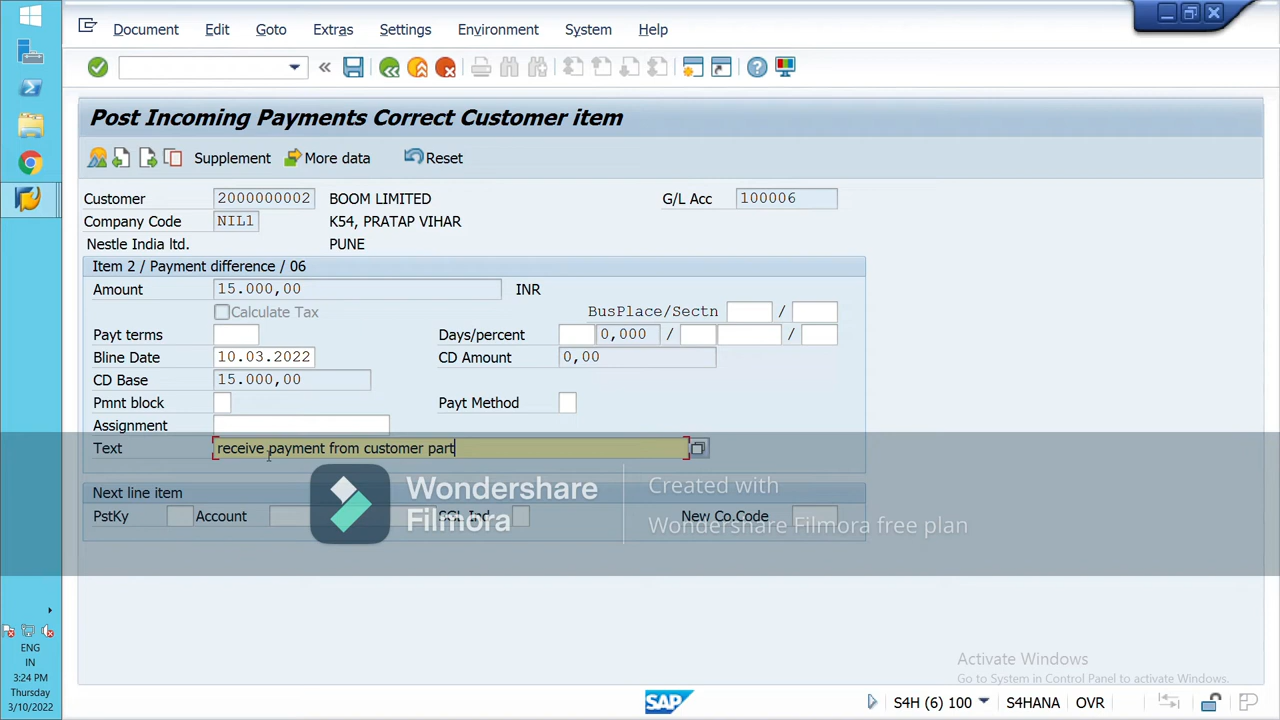 Document Edit Goto Extras Settings Environment System Help
Post Incoming Payments Correct Customer item
Supplement More data Reset
Customer 2000000002 BOOM LIMITED G/L Acc 100006
Company Code NIL1 K54, PRATAP VIHAR
Nestle India ltd. PUNE
Item 2 / Payment difference / 06
Amount 15.000,00 INR
Calculate Tax BusPlace/Sectn /
Payt terms Days/percent 0,000 / /
Bline Date 10.03.2022 CD Amount 0,00
CD Base 15.000,00
Pmnt block Payt Method
Assignment
Text receive payment from customer part
Next line item
PstKy Account SGL Ind New Co.Code
Wondershare
Filmora
Created with
Wondershare Filmora free plan
ENG
IN
3:24 PM
Thursday
3/10/2022
Activate Windows
Go to System in Control Panel to activate Windows.
SAP S4H (6) 100 S4HANA OVR